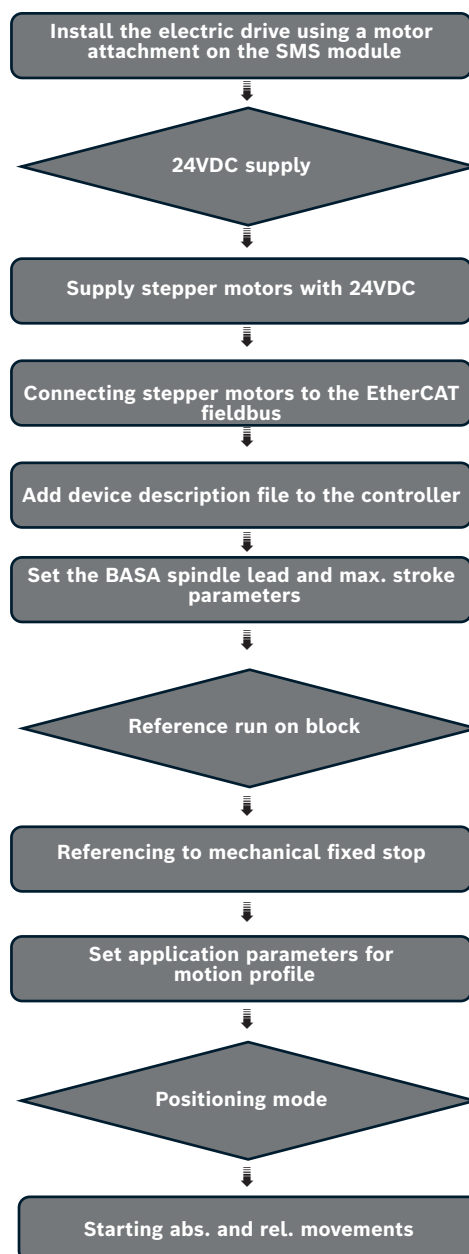 Install the electric drive using a motor
attachment on the SMS module
24VDC supply
Supply stepper motors with 24VDC
Connecting stepper motors to the EtherCAT
fieldbus
Add device description file to the controller
Set the BASA spindle lead and max. stroke
parameters
Reference run on block
Referencing to mechanical fixed stop
Set application parameters for
motion profile
Positioning mode
Starting abs. and rel. movements